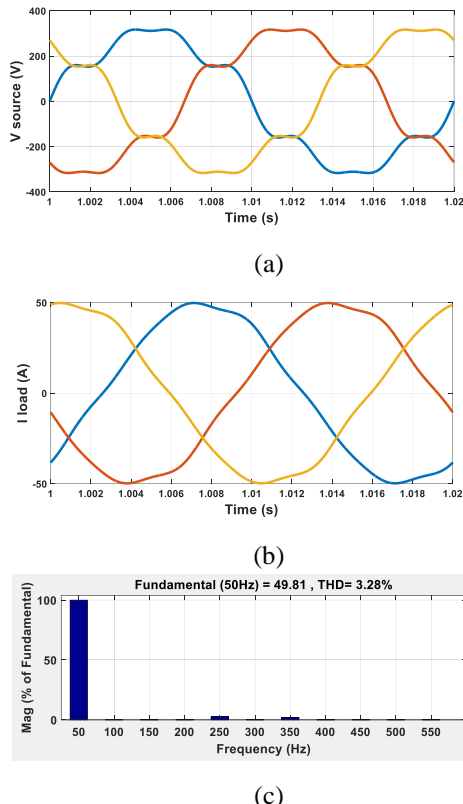 400
200
0
-200
-400
V source (V)
1 1.002 1.004 1.006 1.008 1.01 1.012 1.014 1.016 1.018 1.02
Time (s)
(a)
50
0
-50
I load (A)
1 1.002 1.004 1.006 1.008 1.01 1.012 1.014 1.016 1.018 1.02
Time (s)
(b)
Fundamental (50Hz) = 49.81 , THD= 3.28%
100
50
0
Mag (% of Fundamental)
50 100 150 200 250 300 350 400 450 500 550
Frequency (Hz)
(c)